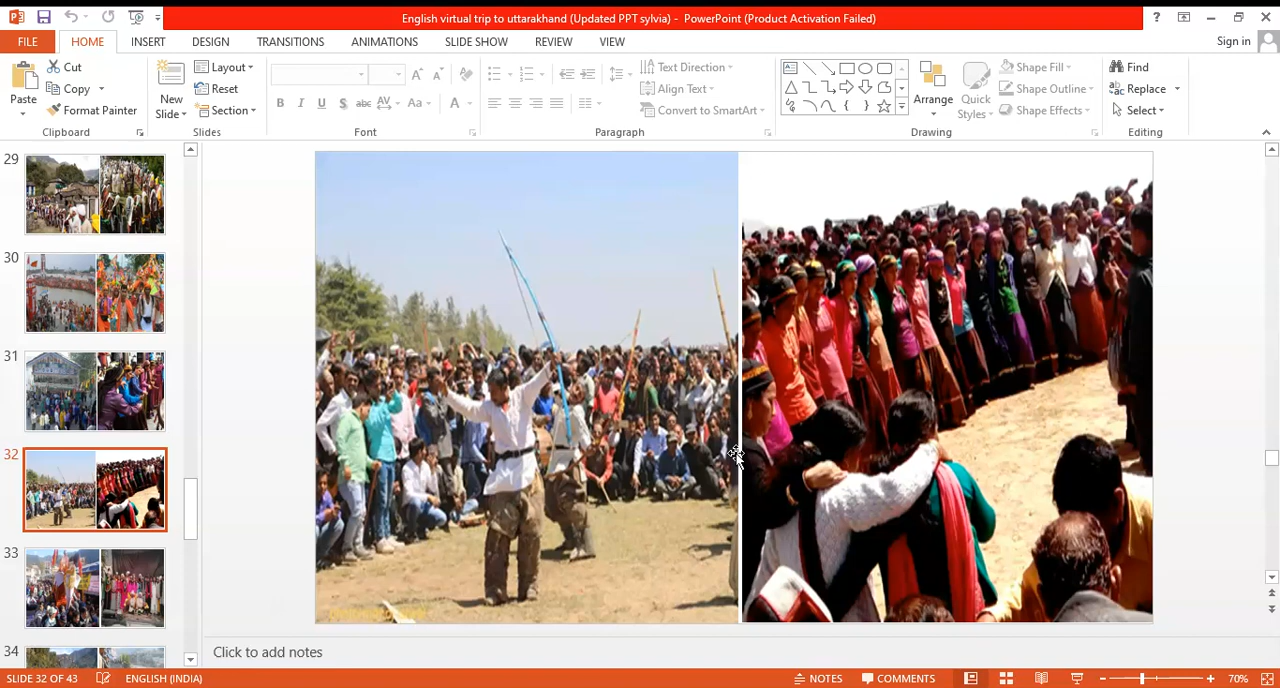 English virtual trip to uttarakhand (Updated PPT sylvia) - PowerPoint (Product Activation Failed)
?
FILE HOME INSERT DESIGN TRANSITIONS ANIMATIONS SLIDE SHOW REVIEW VIEW Sign in
Paste
Cut
Copy
Format Painter
Clipboard
New Slide
Layout
Reset
Section
Slides
B I U S abc AV Aa A
Font
Text Direction
Align Text
Convert to SmartArt
Paragraph
Arrange
Quick Styles
Shape Fill
Shape Outline
Shape Effects
Drawing
Find
Replace
Select
Editing
29
30
31
32
33
34
Click to add notes
SLIDE 32 OF 43 ENGLISH (INDIA) NOTES COMMENTS 70%